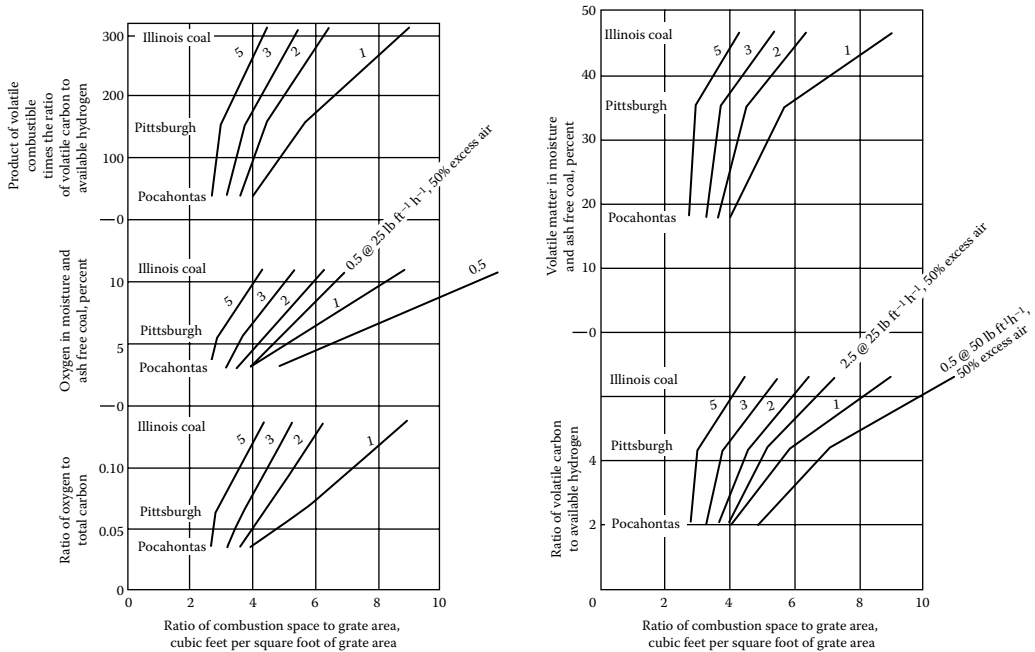 Product of volatile
combustible
times the ratio
of volatile carbon to
available hydrogen
300
200
100
0
Illinois coal
Pittsburgh
Pocahontas
5
3
2
1
Oxygen in moisture and
ash free coal, percent
10
5
0
Illinois coal
Pittsburgh
Pocahontas
5
3
2
0.5 @ 25 lb ft⁻¹ h⁻¹, 50% excess air
1
0.5
Ratio of oxygen to
total carbon
0.10
0.05
0
Illinois coal
Pittsburgh
Pocahontas
5
3
2
1
0
2
4
6
8
10
Ratio of combustion space to grate area,
cubic feet per square foot of grate area
Volatile matter in moisture
and ash free coal, percent
50
40
30
20
10
0
Illinois coal
Pittsburgh
Pocahontas
5
3
2
1
Ratio of volatile carbon
to available hydrogen
4
2
0
Illinois coal
Pittsburgh
Pocahontas
5
3
2
2.5 @ 25 lb ft⁻¹ h⁻¹, 50% excess air
1
0.5 @ 50 lb ft¹h⁻¹,
50% excess air
2
4
6
8
10
Ratio of combustion space to grate area,
cubic feet per square foot of grate area